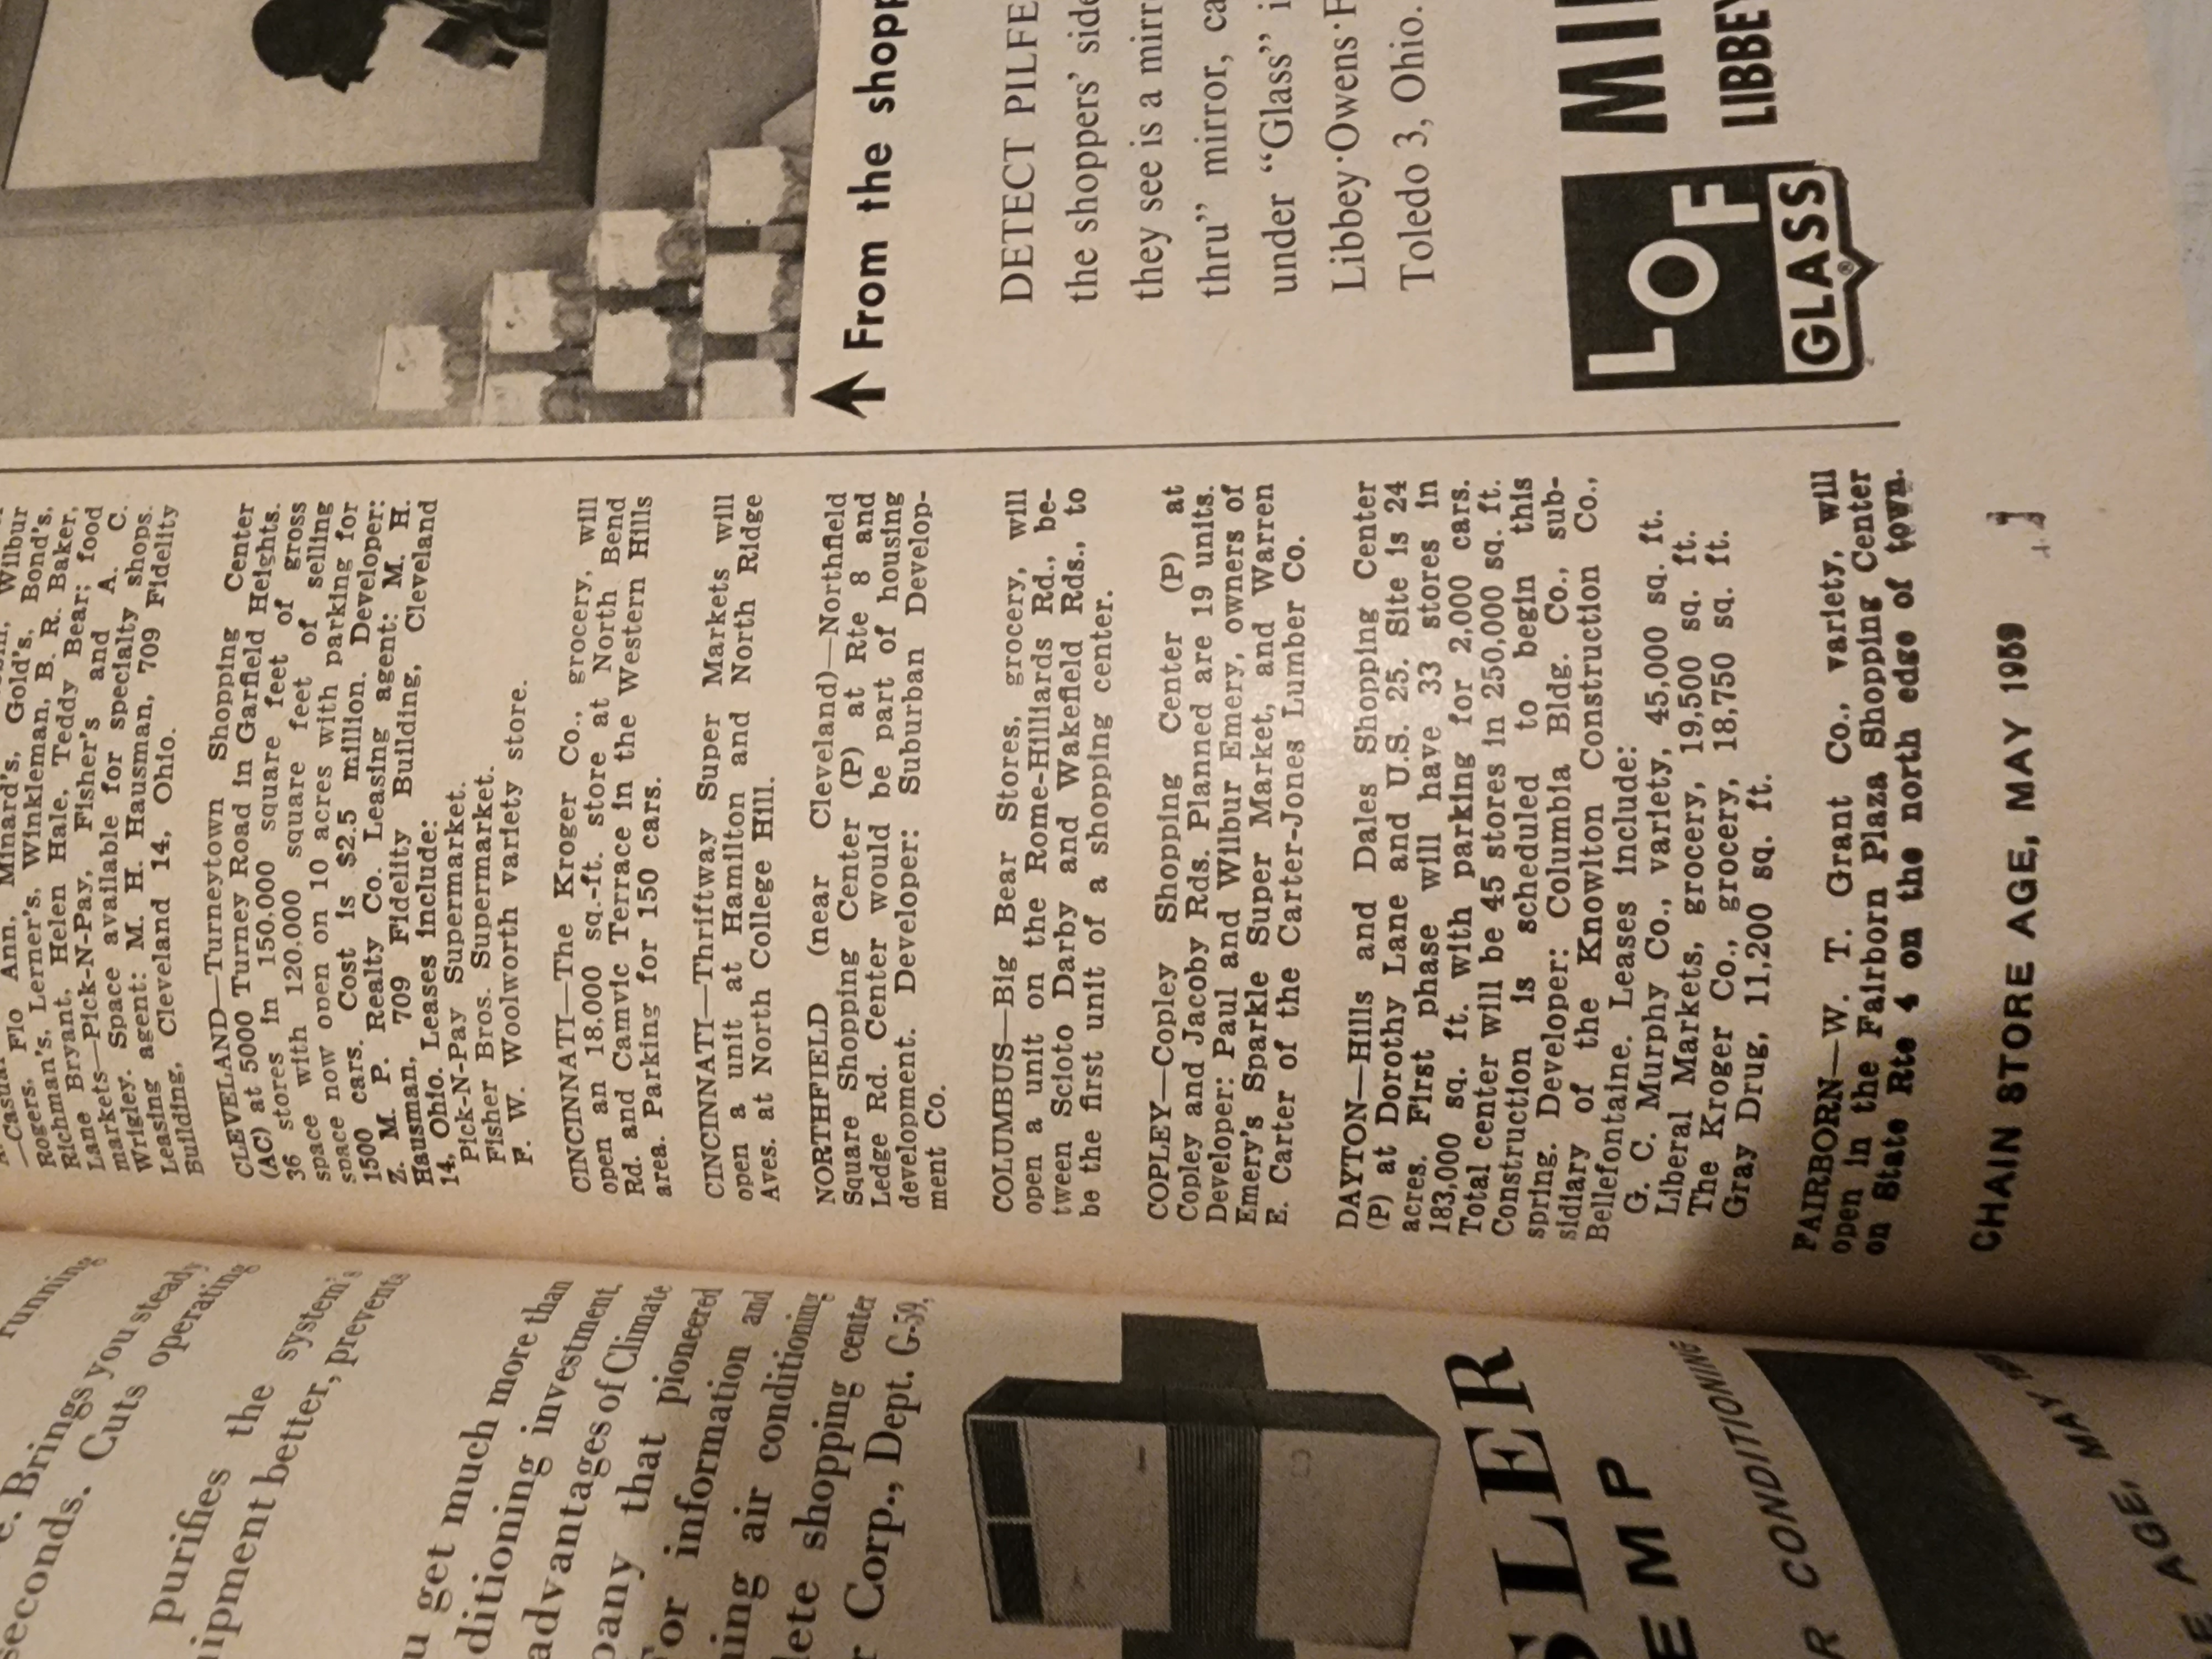 running
c. Brings you steady
seconds. Cuts operating
purifies the system's
ipment better, prevents
u get much more than
ditioning investment,
advantages of Climate
pany that pioneered
For information and
ning air conditioning
lete shopping center
r Corp., Dept. G-59,
SLER
EMP
R CONDITIONING
E AGE, MAY
—Casual
Rogers, Flo Ann, Minard's, Wilbur
Richman's, Lerner's, Gold's, Bond's,
Lane Bryant, Winkleman, B. R. Baker,
Helen Hale, Teddy Bear; food
markets—Pick-N-Pay, Fisher's and A. C.
Wrigley. Space available for specialty shops.
Leasing agent: M. H. Hausman, 709 Fidelity
Building, Cleveland 14, Ohio.
CLEVELAND—Turneytown Shopping Center
(AC) at 5000 Turney Road in Garfield Heights.
36 stores in 150,000 square feet of gross
space with 120,000 square feet of selling
space now open on 10 acres with parking for
1500 cars. Cost is $2.5 million. Developer:
Z. M. P. Realty Co. Leasing agent: M. H.
Hausman, 709 Fidelity Building, Cleveland
14, Ohio. Leases include:
Pick-N-Pay Supermarket.
Fisher Bros. Supermarket.
F. W. Woolworth variety store.
CINCINNATI—The Kroger Co., grocery, will
open an 18,000 sq.-ft. store at North Bend
Rd. and Camvic Terrace in the Western Hills
area. Parking for 150 cars.
CINCINNATI—Thriftway Super Markets will
open a unit at Hamilton and North Ridge
Aves. at North College Hill.
NORTHFIELD (near Cleveland)—Northfield
Square Shopping Center (P) at Rte 8 and
Ledge Rd. Center would be part of housing
development. Developer: Suburban Develop-
ment Co.
COLUMBUS—Big Bear Stores, grocery, will
open a unit on the Rome-Hilliards Rd., be-
tween Scioto Darby and Wakefield Rds., to
be the first unit of a shopping center.
COPLEY—Copley Shopping Center (P) at
Copley and Jacoby Rds. Planned are 19 units.
Developer: Paul and Wilbur Emery, owners of
Emery's Sparkle Super Market, and Warren
E. Carter of the Carter-Jones Lumber Co.
DAYTON—Hills and Dales Shopping Center
(P) at Dorothy Lane and U.S. 25. Site is 24
acres. First phase will have 33 stores in
183,000 sq. ft. with parking for 2,000 cars.
Total center will be 45 stores in 250,000 sq. ft.
Construction is scheduled to begin this
spring. Developer: Columbia Bldg. Co., sub-
sidiary of the Knowlton Construction Co.,
Bellefontaine. Leases include:
G. C. Murphy Co., variety, 45,000 sq. ft.
Liberal Markets, grocery, 19,500 sq. ft.
The Kroger Co., grocery, 18,750 sq. ft.
Gray Drug, 11,200 sq. ft.
FAIRBORN—W. T. Grant Co., variety, will
open in the Fairborn Plaza Shopping Center
on State Rte 4 on the north edge of town.
CHAIN STORE AGE, MAY 1959
From the shopp
DETECT PILFE
the shoppers' side
they see is a mirr
thru" mirror, ca
under "Glass" i
Libbey·Owens·F
Toledo 3, Ohio.
LOF
GLASS
®
MI
LIBBEY